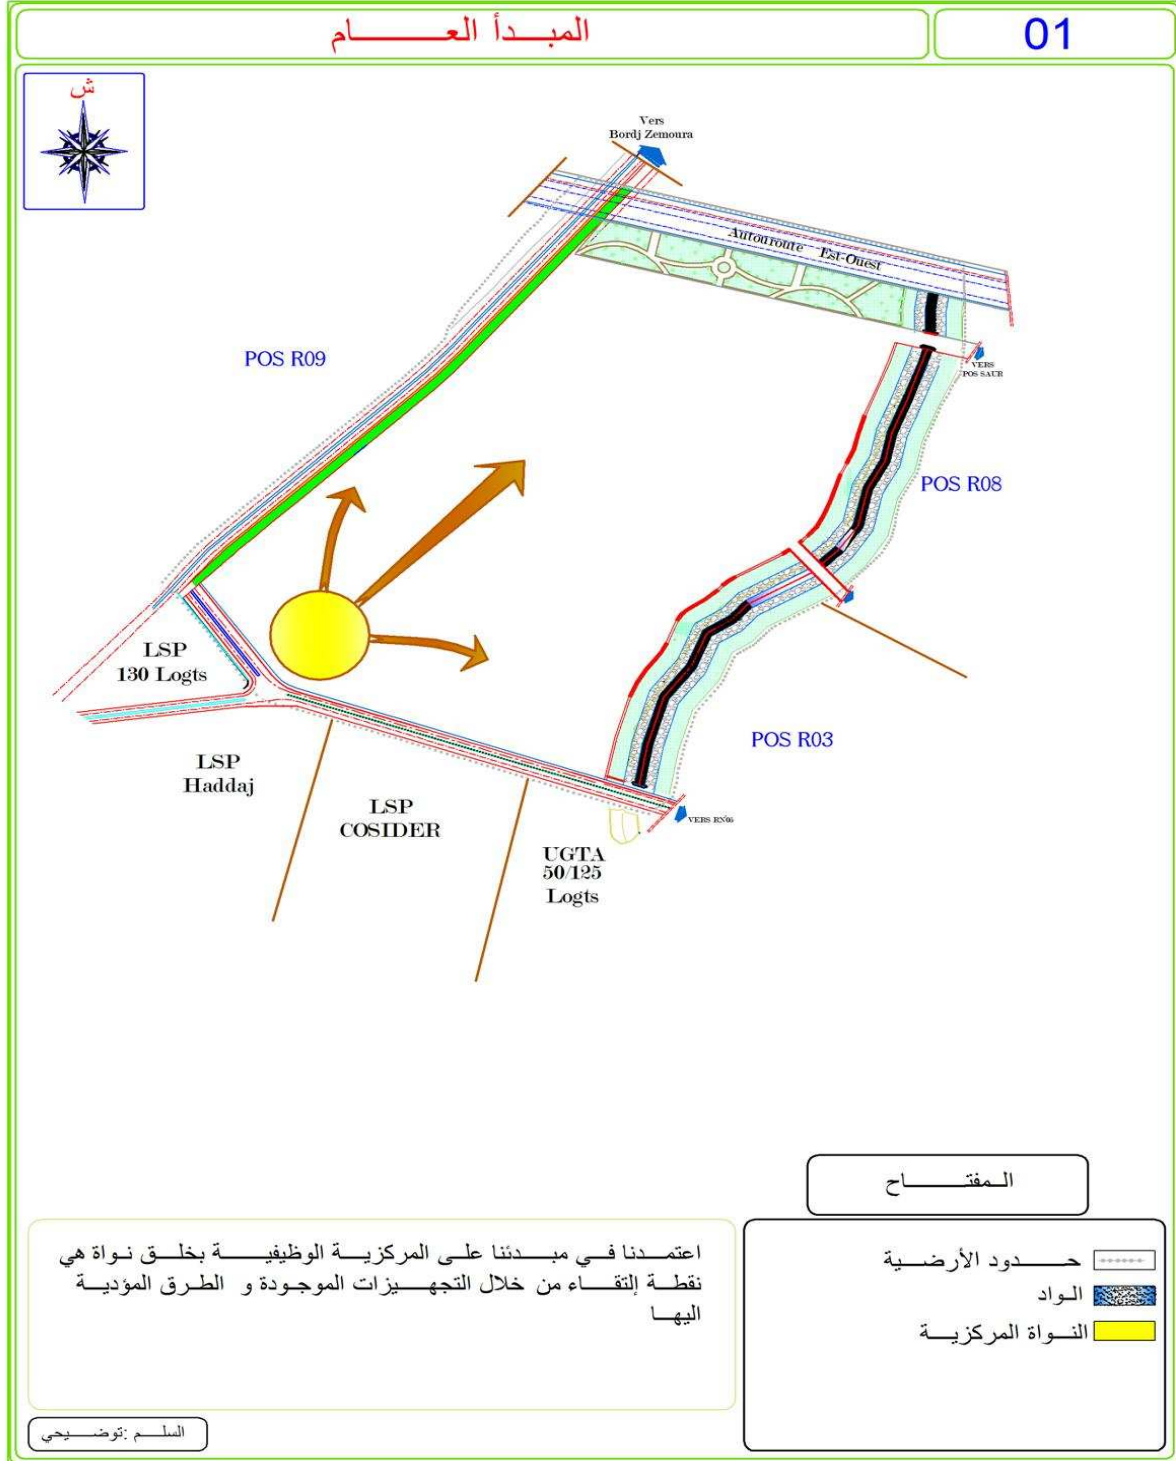 المبدأ العام
01
ش
Vers
Bordj Zemoura
Autouroute Est-Ouest
VERS
POS SAUR
POS R09
POS R08
LSP
130 Logts
POS R03
LSP
Haddaj
LSP
COSIDER
VERS RN06
UGTA
50/125
Logts
المفتاح
حدود الأرضية
الواد
النواة المركزية
اعتمدنا في مبدئنا على المركزية الوظيفية بخلق نواة هي
نقطة إلتقاء من خلال التجهيزات الموجودة و الطرق المؤدية
اليها
السلم :توضيحي